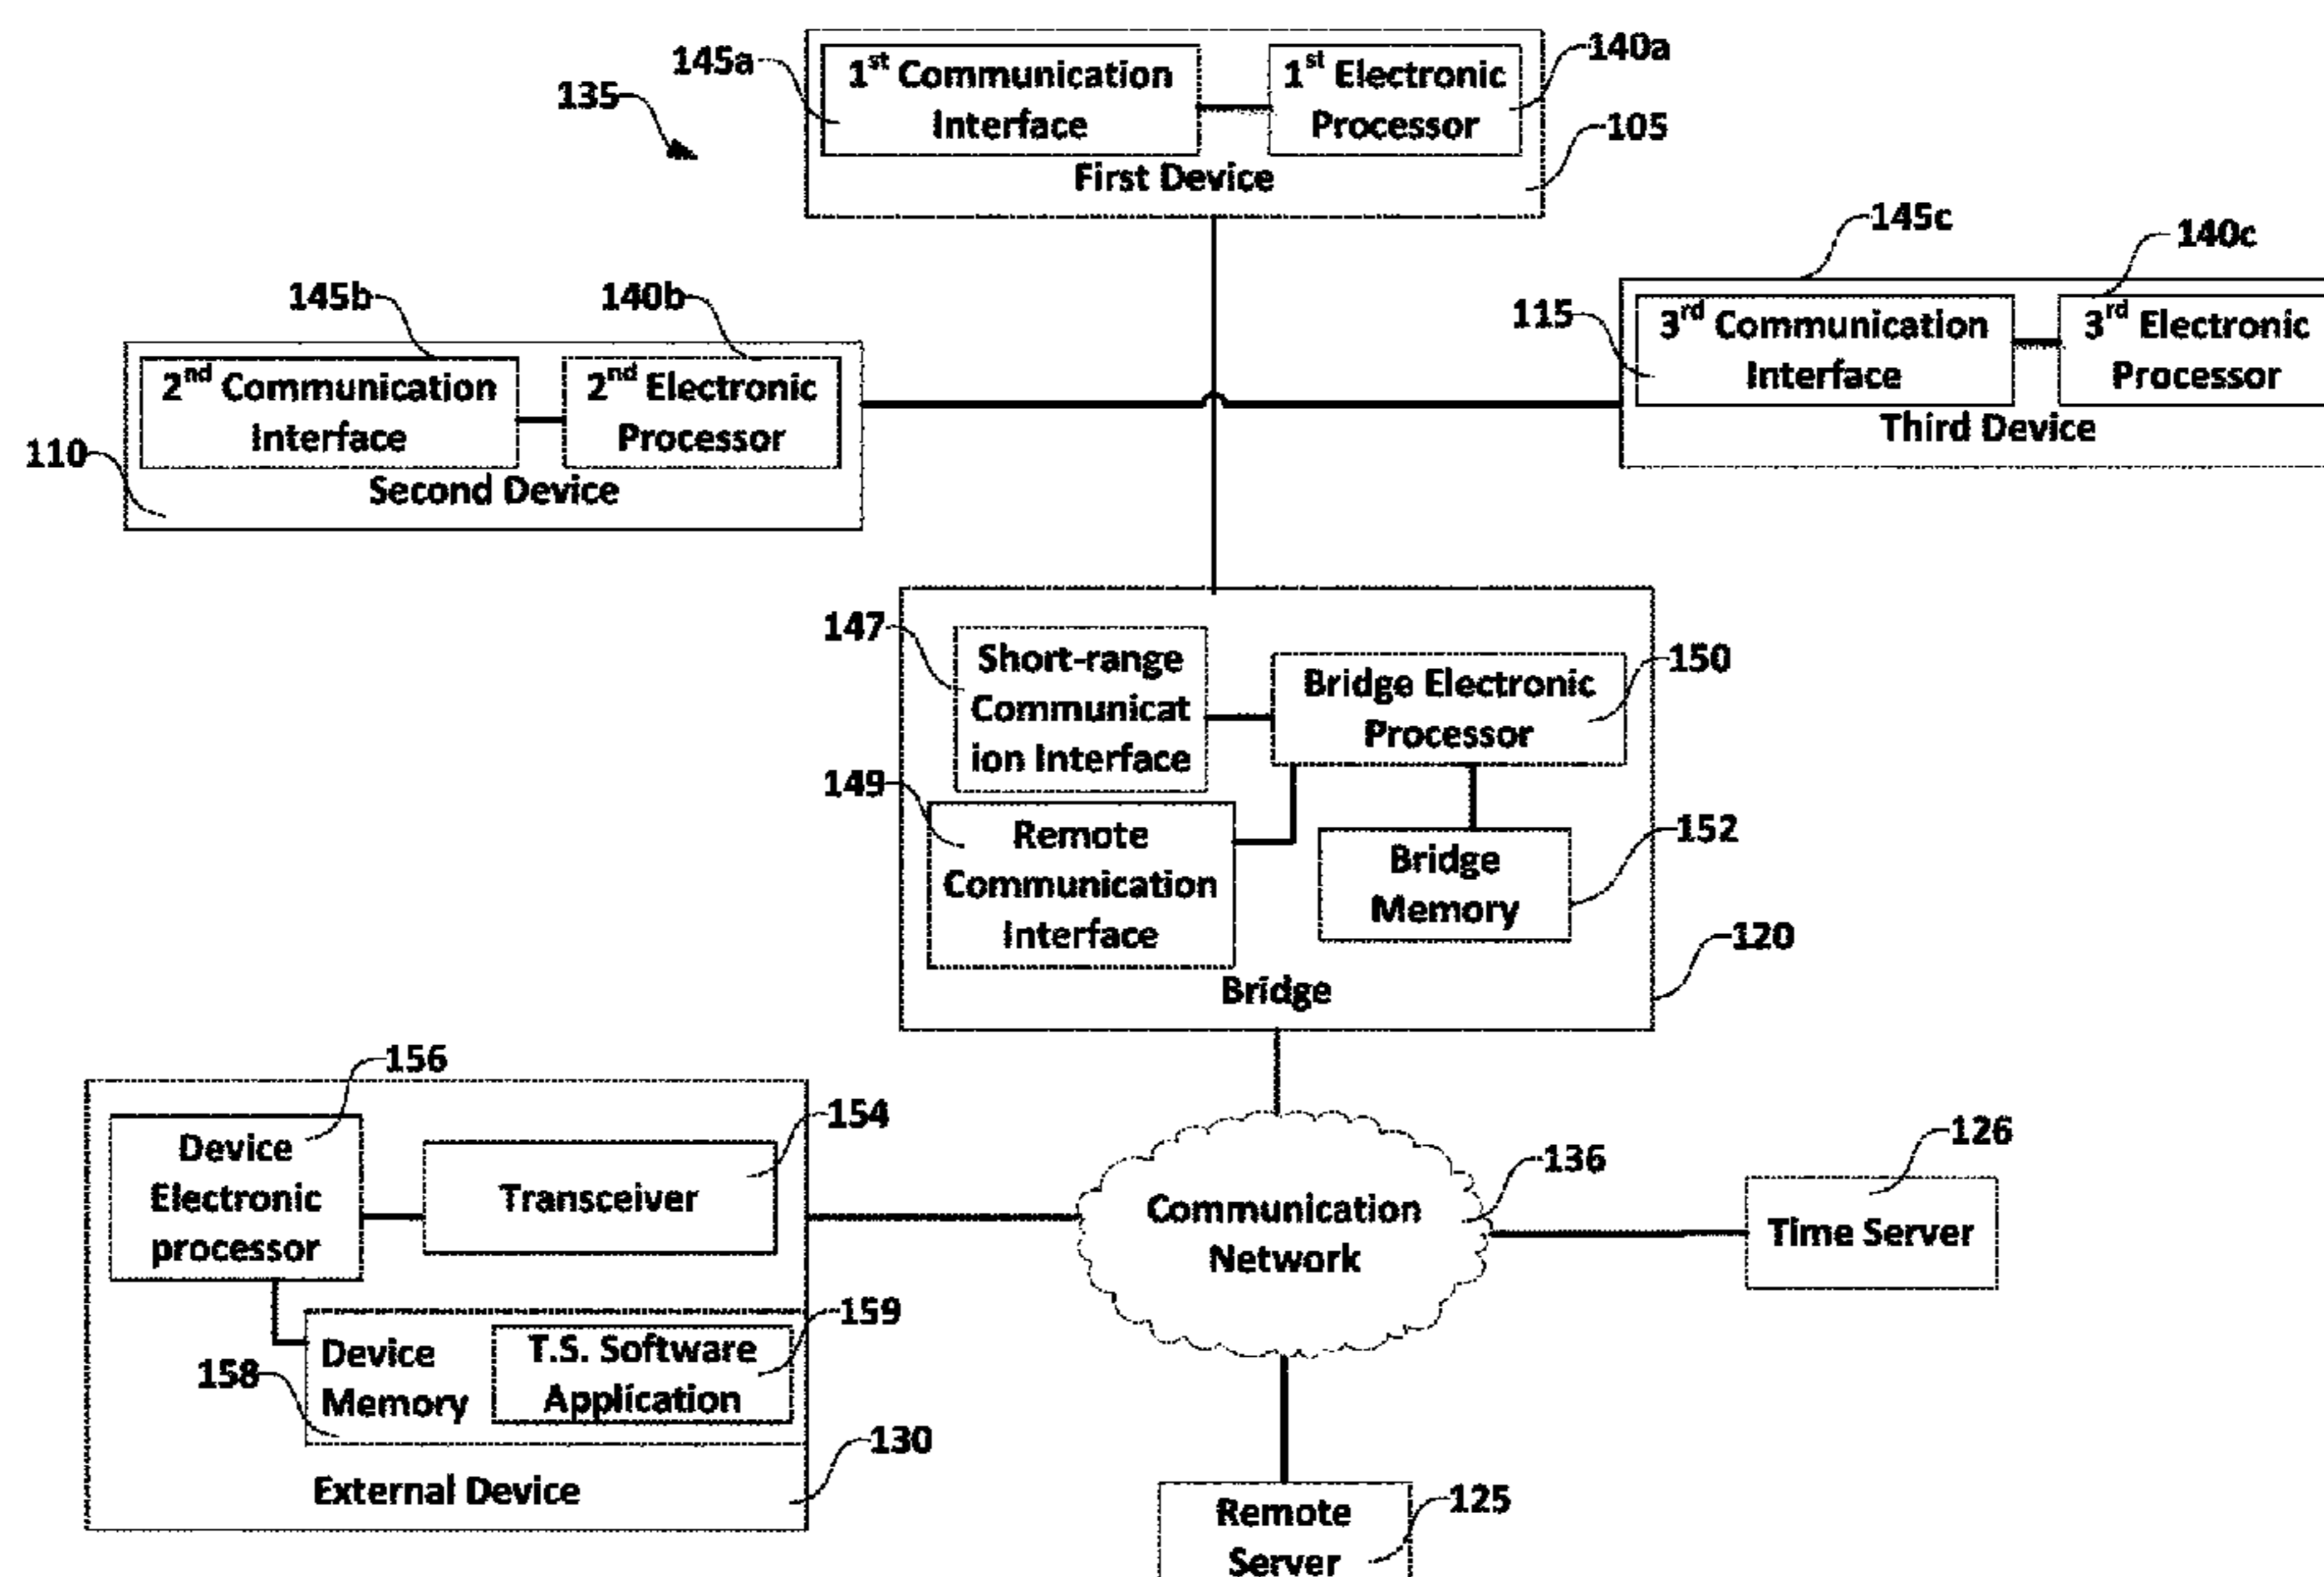 145a
1st Communication
Interface
1st Electronic
Processor
140a
135
105
First Device
145c
140c
145b
140b
115
3rd Communication
Interface
3rd Electronic
Processor
Third Device
2nd Communication
Interface
2nd Electronic
Processor
110
Second Device
147
Short-range
Communicat
ion Interface
Bridge Electronic
Processor
150
149
Remote
Communication
Interface
Bridge
Memory
152
120
Bridge
156
Device
Electronic
processor
154
Transceiver
Communication
Network
136
126
Time Server
159
158
Device
Memory
T.S. Software
Application
130
External Device
Remote
Server
125